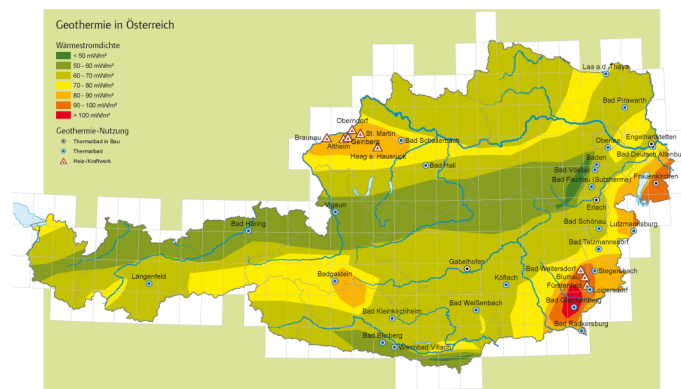 Geothermie in Österreich
Wärmestromdichte
< 50 mW/m²
50 - 60 mW/m²
60 - 70 mW/m²
70 - 80 mW/m²
80 - 90 mW/m²
90 - 100 mW/m²
> 100 mW/m²
Geothermie-Nutzung
Thermalbad in Bau
Thermalbad
Heiz-/Kraftwerk
Laa a.d. Thaya
Bad Pirawarth
Oberndorf
Braunau
St. Martin
Geinberg
Altheim
Haag a. Hausruck
Bad Schallerbach
Bad Hall
Engelhartstetten
Oberlaa
Bad Deutsch Altenburg
Baden
Bad Vöslau
Bad Fischau (Subtherme)
Frauenkirchen
Erlach
Vigaun
Bad Häring
Bad Schönau
Lutzmannsburg
Bad Tatzmannsdorf
Längenfeld
Badgastein
Gabelhofen
Köflach
Bad Waltersdorf
Stegersbach
Blumau
Fürstenfeld
Loipersdorf
Bad Gleichenberg
Bad Weißenbach
Bad Kleinkirchheim
Bad Radkersburg
Bad Bleiberg
Warmbad Villach